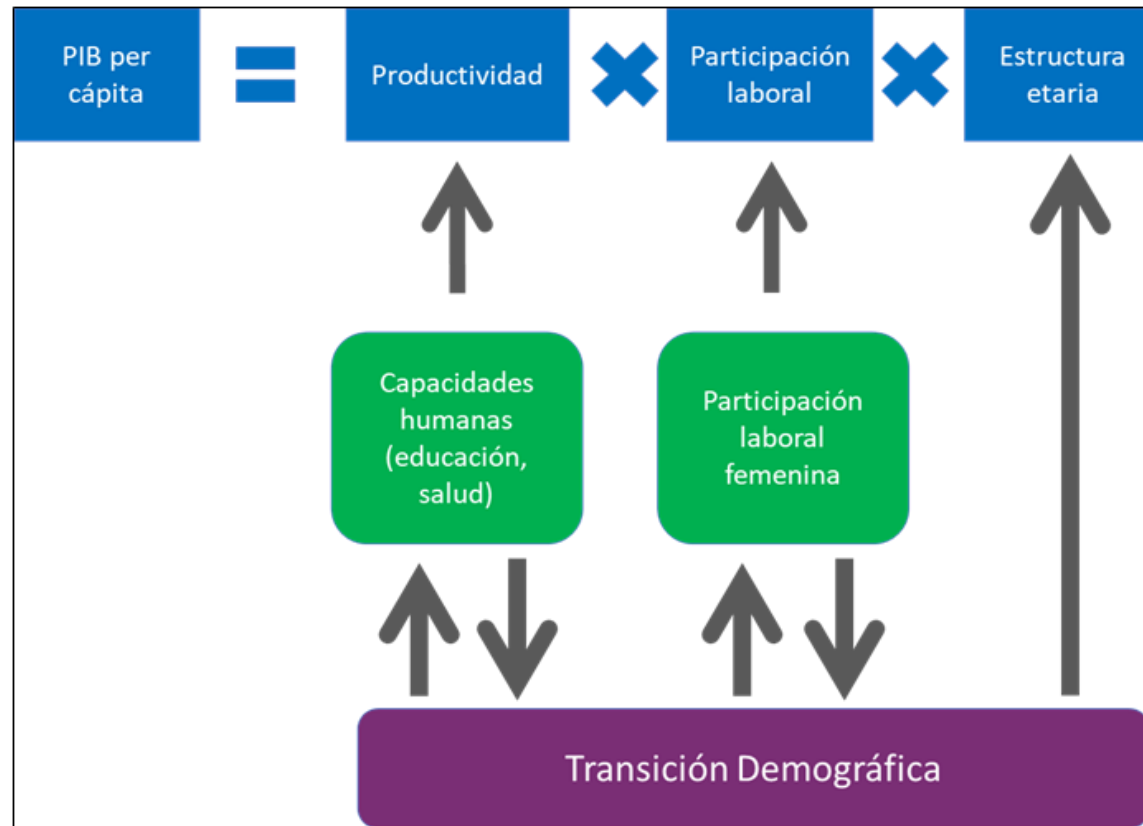 PIB per
cápita
Productividad
Participación
laboral
Estructura
etaria
Capacidades
humanas
(educación,
salud)
Participación
laboral
femenina
Transición Demográfica